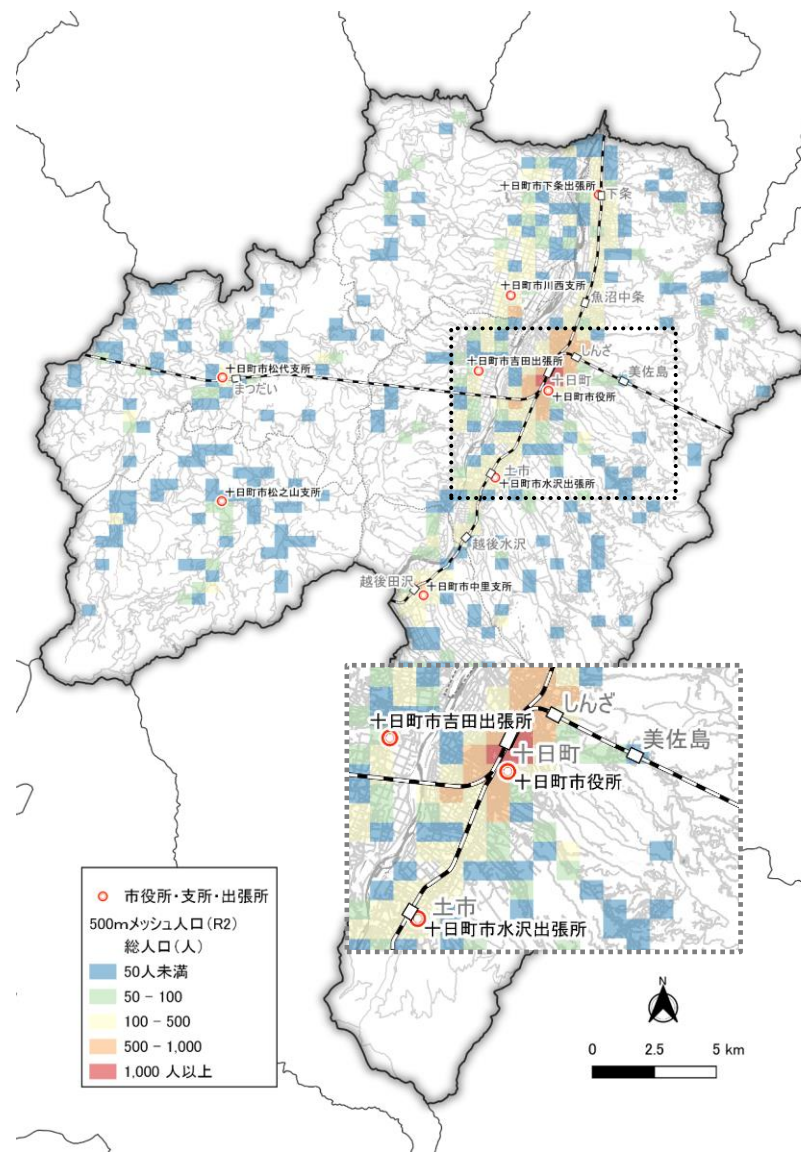 十日町市下条出張所
下条
十日町市川西支所
魚沼中条
しんざ
十日町市吉田出張所
美佐島
十日町
十日町市役所
十日町市松代支所
まつだい
土市
十日町市水沢出張所
十日町市松之山支所
越後水沢
越後田沢
十日町市中里支所
しんざ
十日町市吉田出張所
美佐島
十日町
十日町市役所
土市
十日町市水沢出張所
市役所・支所・出張所
500mメッシュ人口(R2)
総人口(人)
50人未満
50 - 100
100 - 500
500 - 1,000
1,000 人以上
N
0 2.5 5 km